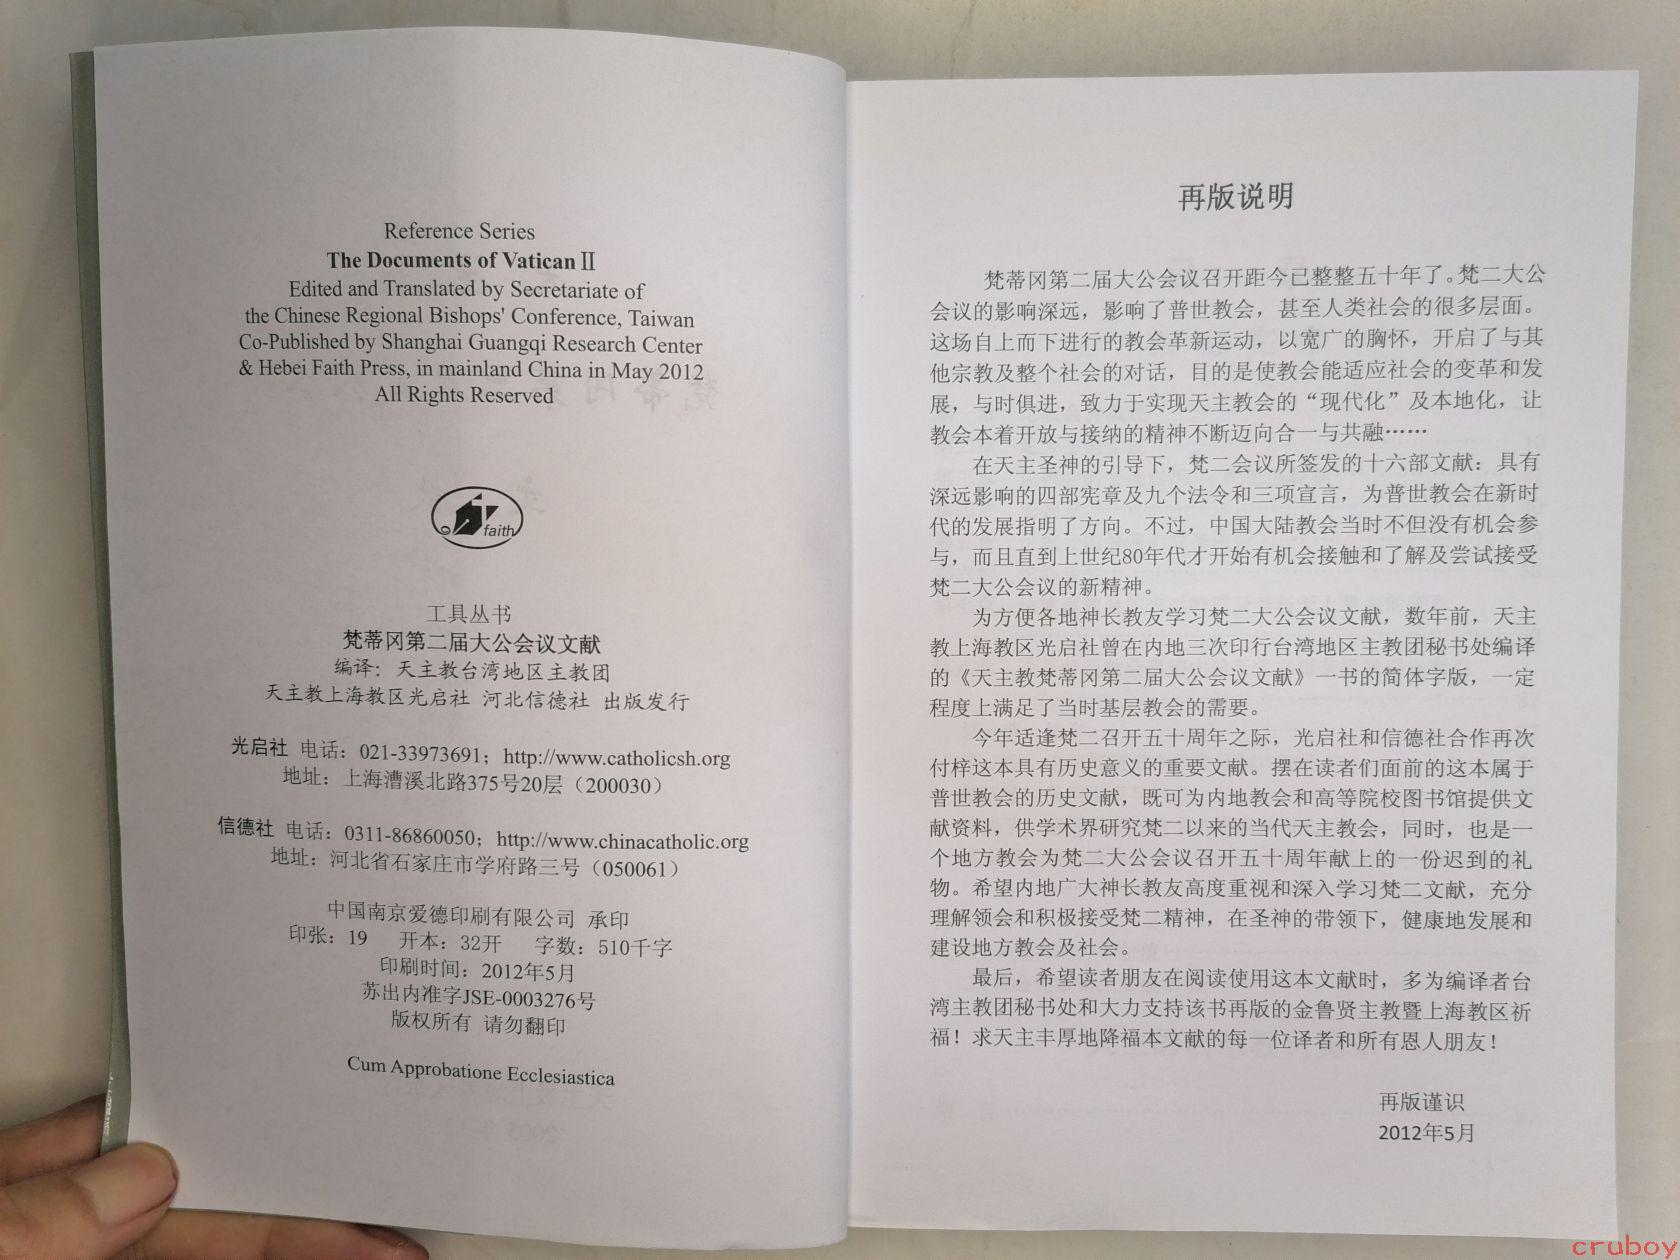 Reference Series
The Documents of Vatican Ⅱ
Edited and Translated by Secretariate of
the Chinese Regional Bishops' Conference, Taiwan
Co-Published by Shanghai Guangqi Research Center
& Hebei Faith Press, in mainland China in May 2012
All Rights Reserved
faith
工具丛书
梵蒂冈第二届大公会议文献
编译：天主教台湾地区主教团
天主教上海教区光启社 河北信德社 出版发行
光启社 电话：021-33973691；http://www.catholicsh.org
地址：上海漕溪北路375号20层（200030）
信德社 电话：0311-86860050；http://www.chinacatholic.org
地址：河北省石家庄市学府路三号（050061）
中国南京爱德印刷有限公司 承印
印张：19 开本：32开 字数：510千字
印刷时间：2012年5月
苏出内准字JSE-0003276号
版权所有 请勿翻印
Cum Approbatione Ecclesiastica
再版说明
梵蒂冈第二届大公会议召开距今已整整五十年了。梵二大公
会议的影响深远，影响了普世教会，甚至人类社会的很多层面。
这场自上而下进行的教会革新运动，以宽广的胸怀，开启了与其
他宗教及整个社会的对话，目的是使教会能适应社会的变革和发
展，与时俱进，致力于实现天主教会的“现代化”及本地化，让
教会本着开放与接纳的精神不断迈向合一与共融……
在天主圣神的引导下，梵二会议所签发的十六部文献：具有
深远影响的四部宪章及九个法令和三项宣言，为普世教会在新时
代的发展指明了方向。不过，中国大陆教会当时不但没有机会参
与，而且直到上世纪80年代才开始有机会接触和了解及尝试接受
梵二大公会议的新精神。
为方便各地神长教友学习梵二大公会议文献，数年前，天主
教上海教区光启社曾在内地三次印行台湾地区主教团秘书处编译
的《天主教梵蒂冈第二届大公会议文献》一书的简体字版，一定
程度上满足了当时基层教会的需要。
今年适逢梵二召开五十周年之际，光启社和信德社合作再次
付梓这本具有历史意义的重要文献。摆在读者们面前的这本属于
普世教会的历史文献，既可为内地教会和高等院校图书馆提供文
献资料，供学术界研究梵二以来的当代天主教会，同时，也是一
个地方教会为梵二大公会议召开五十周年献上的一份迟到的礼
物。希望内地广大神长教友高度重视和深入学习梵二文献，充分
理解领会和积极接受梵二精神，在圣神的带领下，健康地发展和
建设地方教会及社会。
最后，希望读者朋友在阅读使用这本文献时，多为编译者台
湾主教团秘书处和大力支持该书再版的金鲁贤主教暨上海教区祈
福！求天主丰厚地降福本文献的每一位译者和所有恩人朋友！
再版谨识
2012年5月
cruboy